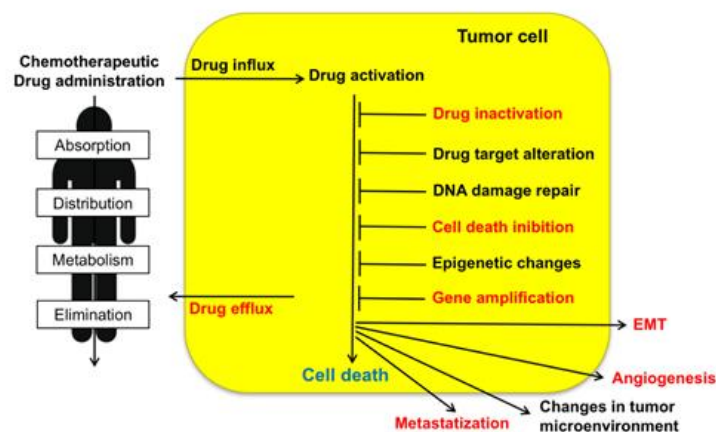 Tumor cell
Chemotherapeutic
Drug administration
Drug influx
Drug activation
Absorption
Distribution
Metabolism
Elimination
Drug inactivation
Drug target alteration
DNA damage repair
Cell death inibition
Epigenetic changes
Gene amplification
Drug efflux
EMT
Cell death
Angiogenesis
Changes in tumor
microenvironment
Metastatization